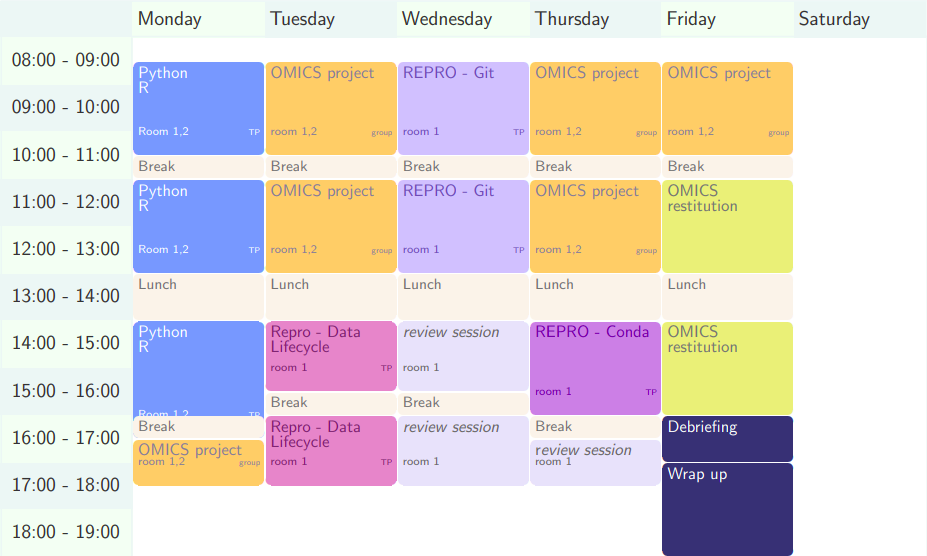 Monday Tuesday Wednesday Thursday Friday Saturday
08:00 - 09:00
Python OMICS project REPRO - Git OMICS project OMICS project
R
09:00 - 10:00
Room 1,2 TP room 1,2 group room 1 TP room 1,2 group room 1,2 group
10:00 - 11:00
Break Break Break Break Break
Python OMICS project REPRO - Git OMICS project OMICS
11:00 - 12:00
R restitution
12:00 - 13:00
Room 1,2 TP room 1,2 group room 1 TP room 1,2 group
13:00 - 14:00
Lunch Lunch Lunch Lunch Lunch
Python Repro - Data review session REPRO - Conda OMICS
14:00 - 15:00
R Lifecycle restitution
room 1 TP room 1
15:00 - 16:00
room 1 TP
Break Break
Room 1,2 TP
Break Repro - Data review session Break Debriefing
16:00 - 17:00
Lifecycle
OMICS project review session
room 1,2 group room 1 TP room 1 room 1
17:00 - 18:00
Wrap up
18:00 - 19:00